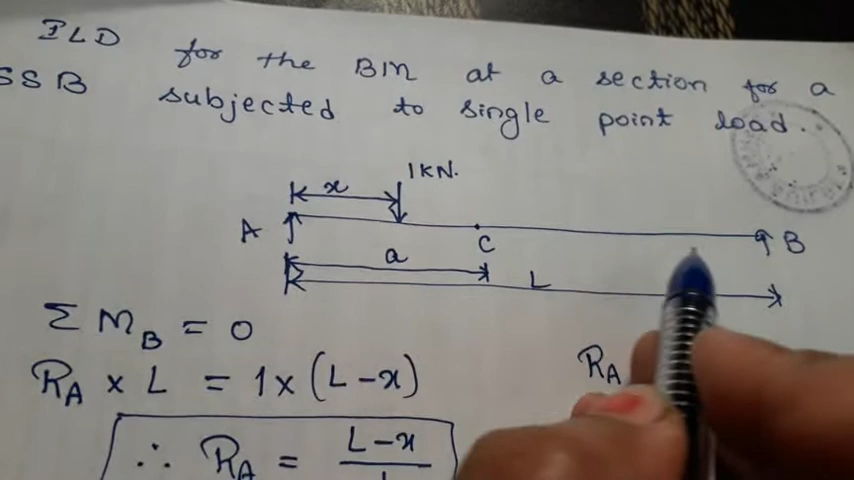 ILD for the BM at a section for a
SSB subjected to single point load.
x
1KN.
A
C
B
a
L
Σ M_B = 0
R_A × L = 1 × (L-x)
R_A
∴ R_A = L-x / L